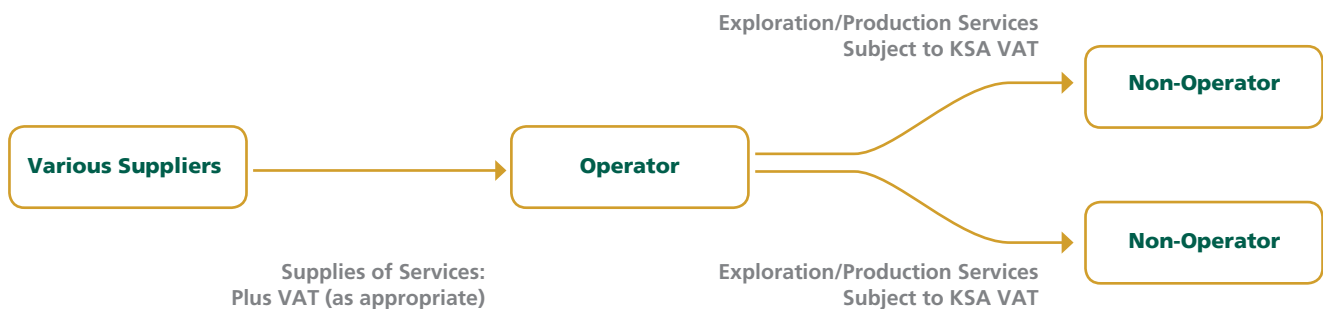 Exploration/Production Services
Subject to KSA VAT
Non-Operator
Various Suppliers
Operator
Non-Operator
Supplies of Services:
Plus VAT (as appropriate)
Exploration/Production Services
Subject to KSA VAT